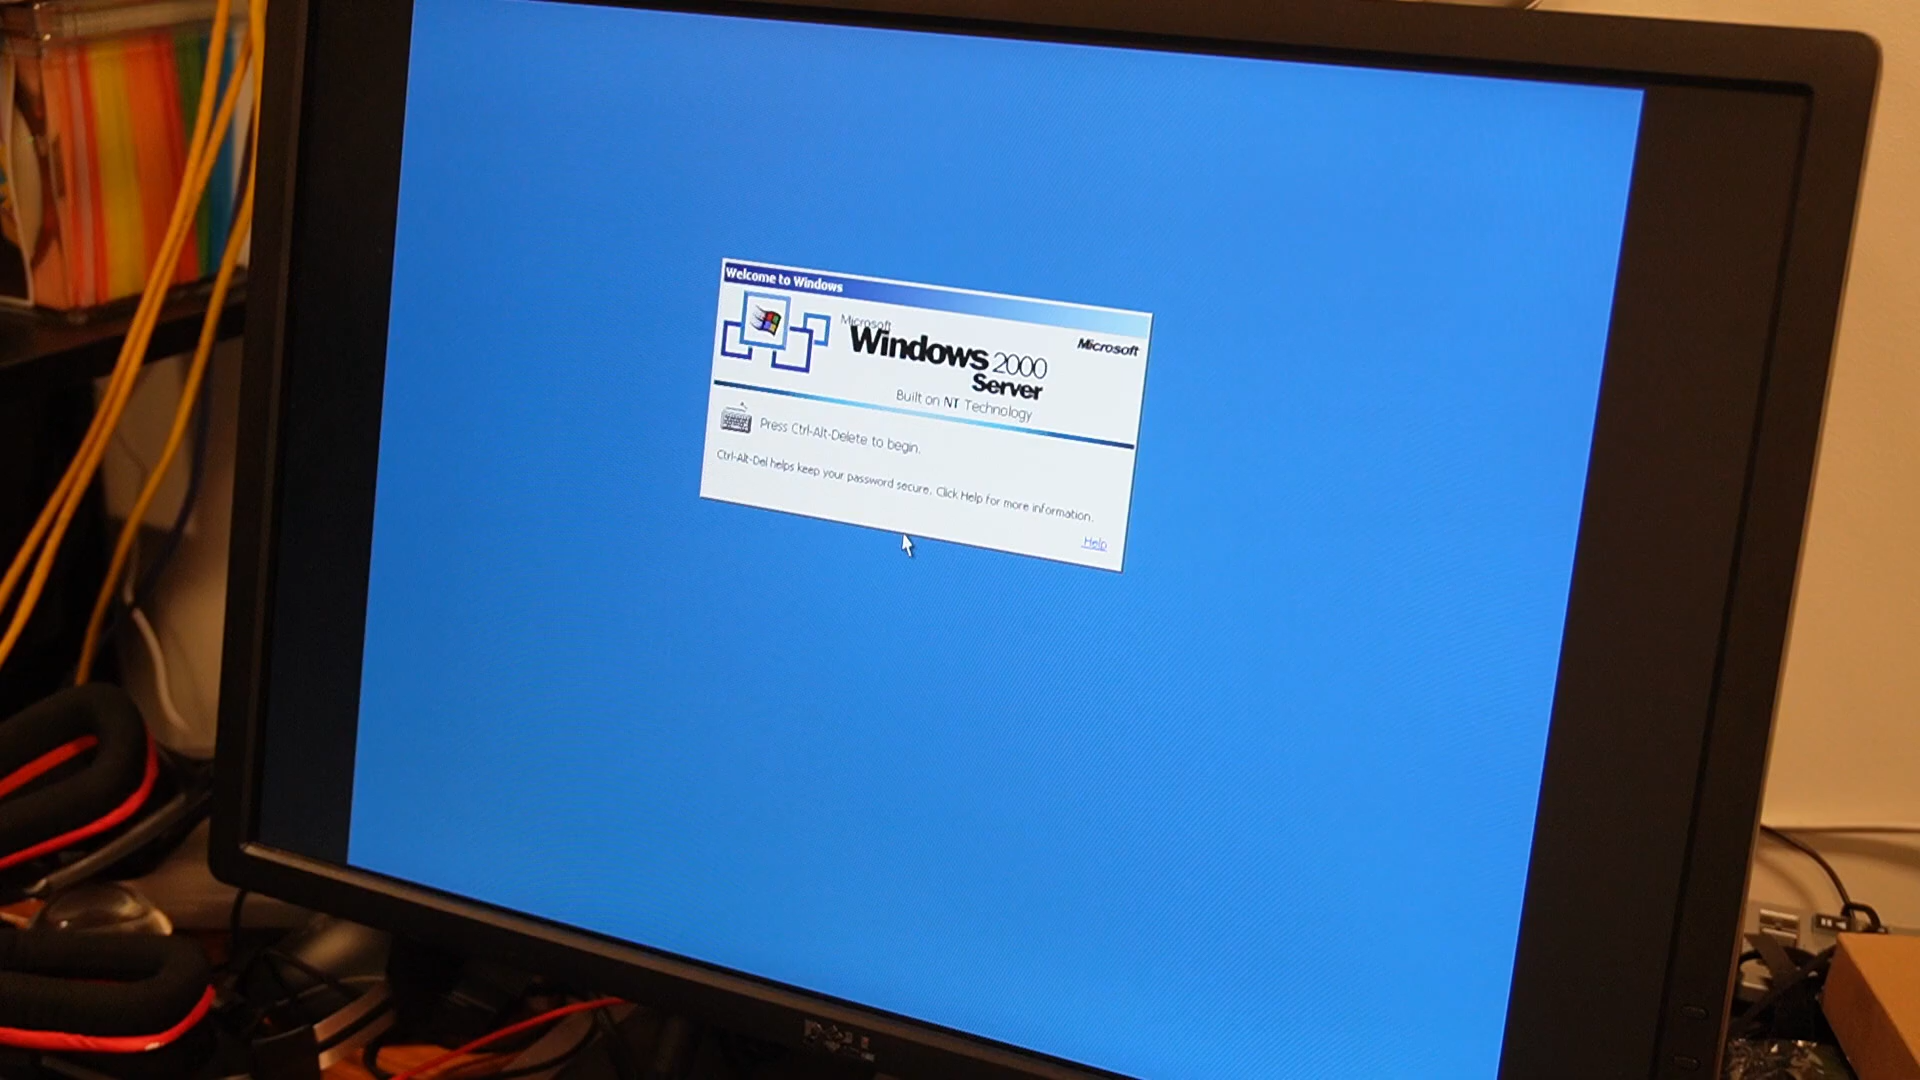 Welcome to Windows
Microsoft
Windows 2000
Server
Microsoft
Built on NT Technology
Press Ctrl-Alt-Delete to begin.
Ctrl-Alt-Del helps keep your password secure. Click Help for more information.
Help